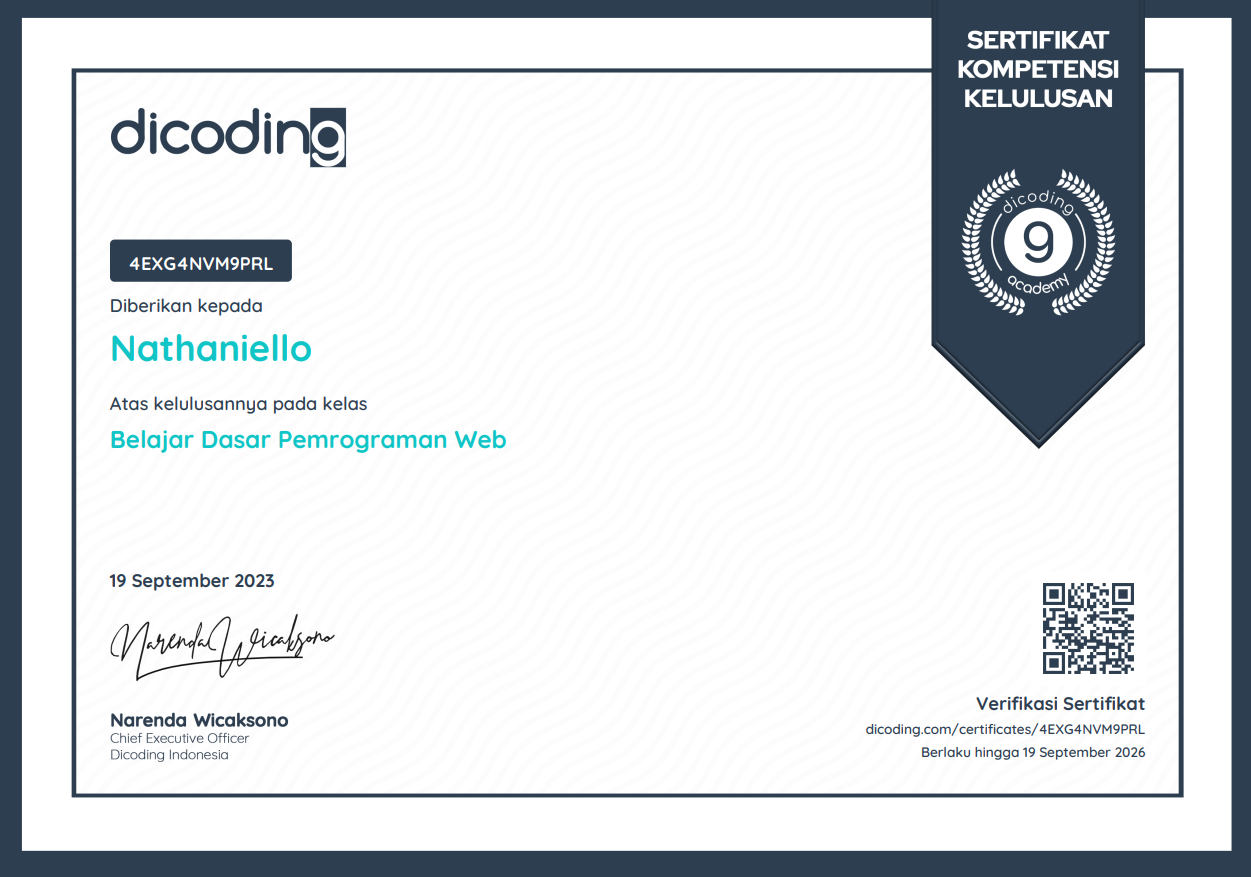 SERTIFIKAT
KOMPETENSI
KELULUSAN
dicoding
dicoding
9
academy
4EXG4NVM9PRL
Diberikan kepada
Nathaniello
Atas kelulusannya pada kelas
Belajar Dasar Pemrograman Web
19 September 2023
Narenda Wicaksono
Narenda Wicaksono
Chief Executive Officer
Dicoding Indonesia
Verifikasi Sertifikat
dicoding.com/certificates/4EXG4NVM9PRL
Berlaku hingga 19 September 2026